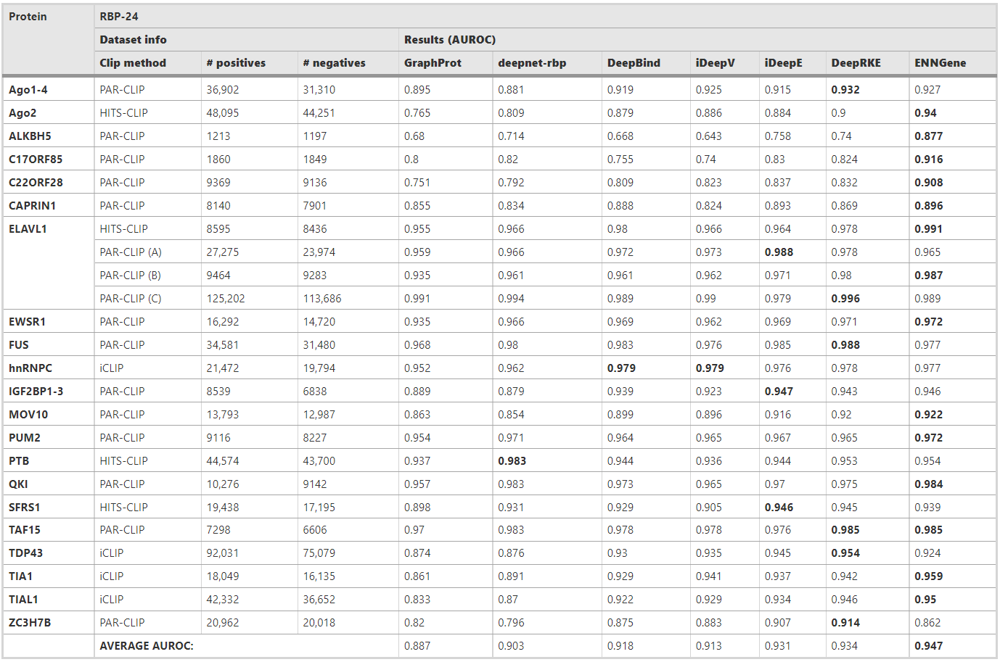 Protein RBP-24
Dataset info Results (AUROC)
Clip method # positives # negatives GraphProt deepnet-rbp DeepBind iDeepV iDeepE DeepRKE ENNGene
Ago1-4 PAR-CLIP 36,902 31,310 0.895 0.881 0.919 0.925 0.915 0.932 0.927
Ago2 HITS-CLIP 48,095 44,251 0.765 0.809 0.879 0.886 0.884 0.9 0.94
ALKBH5 PAR-CLIP 1213 1197 0.68 0.714 0.668 0.643 0.758 0.74 0.877
C17ORF85 PAR-CLIP 1860 1849 0.8 0.82 0.755 0.74 0.83 0.824 0.916
C22ORF28 PAR-CLIP 9369 9136 0.751 0.792 0.809 0.823 0.837 0.832 0.908
CAPRIN1 PAR-CLIP 8140 7901 0.855 0.834 0.888 0.824 0.893 0.869 0.896
ELAVL1 HITS-CLIP 8595 8436 0.955 0.966 0.98 0.966 0.964 0.978 0.991
PAR-CLIP (A) 27,275 23,974 0.959 0.966 0.972 0.973 0.988 0.978 0.965
PAR-CLIP (B) 9464 9283 0.935 0.961 0.961 0.962 0.971 0.98 0.987
PAR-CLIP (C) 125,202 113,686 0.991 0.994 0.989 0.99 0.979 0.996 0.989
EWSR1 PAR-CLIP 16,292 14,720 0.935 0.966 0.969 0.962 0.969 0.971 0.972
FUS PAR-CLIP 34,581 31,480 0.968 0.98 0.983 0.976 0.985 0.988 0.977
hnRNPC iCLIP 21,472 19,794 0.952 0.962 0.979 0.979 0.976 0.978 0.977
IGF2BP1-3 PAR-CLIP 8539 6838 0.889 0.879 0.939 0.923 0.947 0.943 0.946
MOV10 PAR-CLIP 13,793 12,987 0.863 0.854 0.899 0.896 0.916 0.92 0.922
PUM2 PAR-CLIP 9116 8227 0.954 0.971 0.964 0.965 0.967 0.965 0.972
PTB HITS-CLIP 44,574 43,700 0.937 0.983 0.944 0.936 0.944 0.953 0.954
QKI PAR-CLIP 10,276 9142 0.957 0.983 0.973 0.965 0.97 0.975 0.984
SFRS1 HITS-CLIP 19,438 17,195 0.898 0.931 0.929 0.905 0.946 0.945 0.939
TAF15 PAR-CLIP 7298 6606 0.97 0.983 0.978 0.978 0.976 0.985 0.985
TDP43 iCLIP 92,031 75,079 0.874 0.876 0.93 0.935 0.945 0.954 0.924
TIA1 iCLIP 18,049 16,135 0.861 0.891 0.929 0.941 0.937 0.942 0.959
TIAL1 iCLIP 42,332 36,652 0.833 0.87 0.922 0.929 0.934 0.946 0.95
ZC3H7B PAR-CLIP 20,962 20,018 0.82 0.796 0.875 0.883 0.907 0.914 0.862
AVERAGE AUROC: 0.887 0.903 0.918 0.913 0.931 0.934 0.947